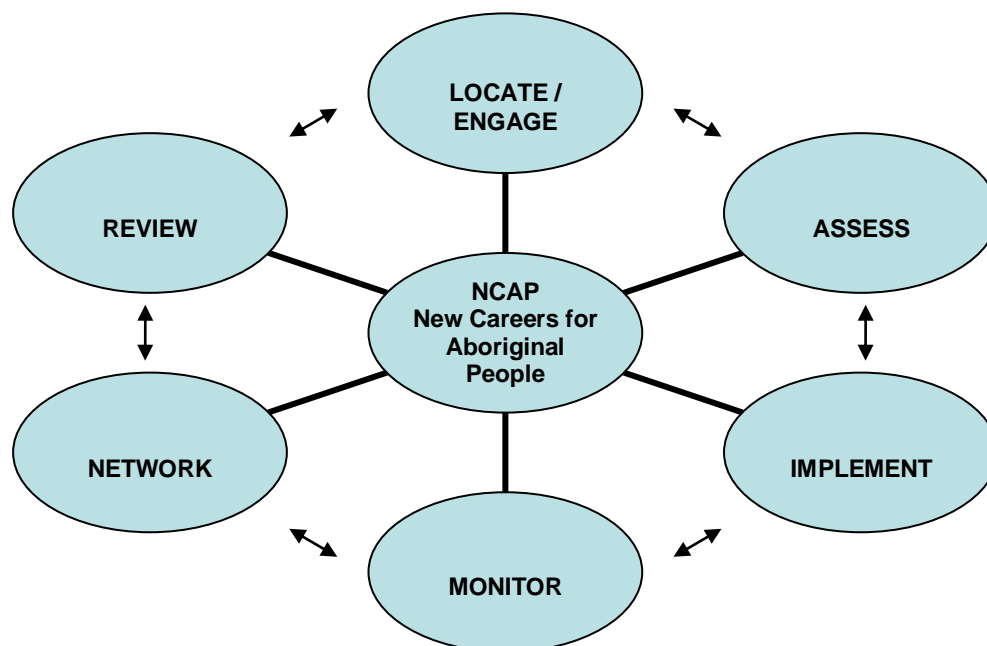 LOCATE /
ENGAGE
REVIEW
ASSESS
NCAP
New Careers for
Aboriginal
People
NETWORK
IMPLEMENT
MONITOR